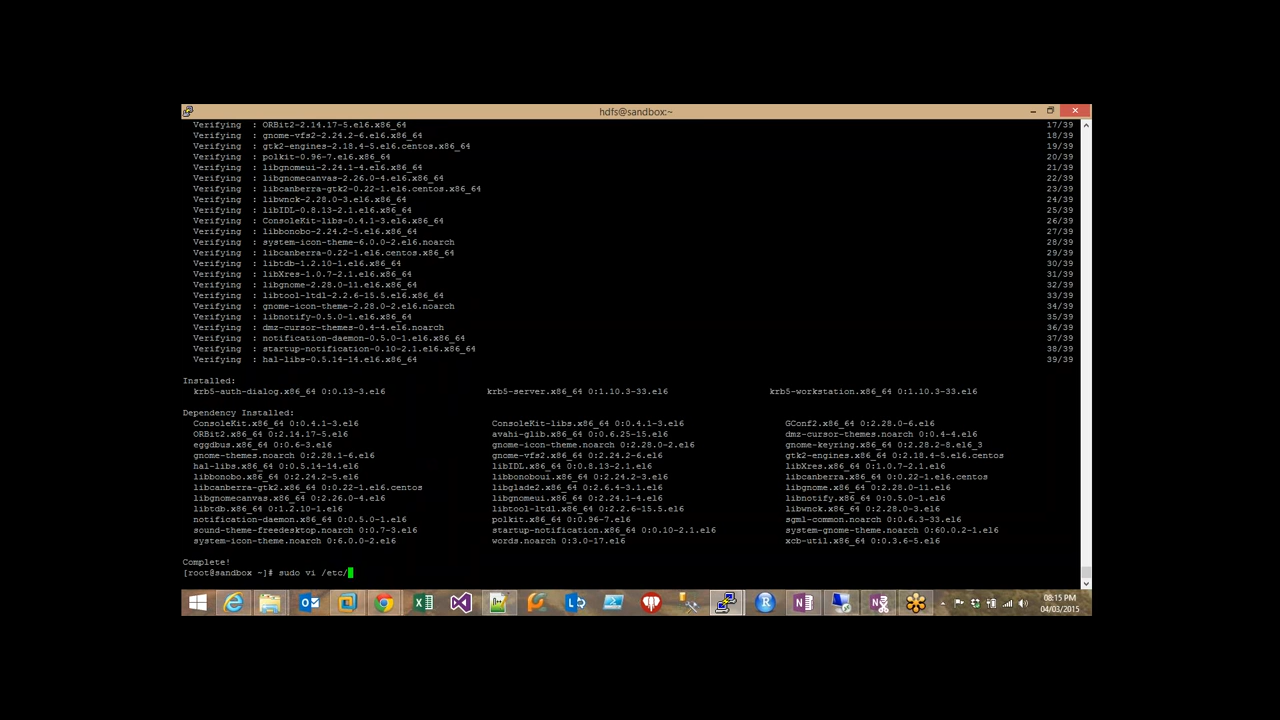 hdfs@sandbox:~
Verifying  : ORBit2-2.14.17-5.el6.x86_64 17/39
Verifying  : gnome-vfs2-2.24.2-6.el6.x86_64 18/39
Verifying  : gtk2-engines-2.18.4-5.el6.centos.x86_64 19/39
Verifying  : polkit-0.96-7.el6.x86_64 20/39
Verifying  : libgnomeui-2.24.1-4.el6.x86_64 21/39
Verifying  : libgnomecanvas-2.26.0-4.el6.x86_64 22/39
Verifying  : libcanberra-gtk2-0.22-1.el6.centos.x86_64 23/39
Verifying  : libwnck-2.28.0-3.el6.x86_64 24/39
Verifying  : libIDL-0.8.13-2.1.el6.x86_64 25/39
Verifying  : ConsoleKit-libs-0.4.1-3.el6.x86_64 26/39
Verifying  : libbonobo-2.24.2-5.el6.x86_64 27/39
Verifying  : system-icon-theme-6.0.0-2.el6.noarch 28/39
Verifying  : libcanberra-0.22-1.el6.centos.x86_64 29/39
Verifying  : libtdb-1.2.10-1.el6.x86_64 30/39
Verifying  : libXres-1.0.7-2.1.el6.x86_64 31/39
Verifying  : libgnome-2.28.0-11.el6.x86_64 32/39
Verifying  : libtool-ltdl-2.2.6-15.5.el6.x86_64 33/39
Verifying  : gnome-icon-theme-2.28.0-2.el6.noarch 34/39
Verifying  : libnotify-0.5.0-1.el6.x86_64 35/39
Verifying  : dmz-cursor-themes-0.4-4.el6.noarch 36/39
Verifying  : notification-daemon-0.5.0-1.el6.x86_64 37/39
Verifying  : startup-notification-0.10-2.1.el6.x86_64 38/39
Verifying  : hal-libs-0.5.14-14.el6.x86_64 39/39
Installed:
krb5-auth-dialog.x86_64 0:0.13-3.el6 krb5-server.x86_64 0:1.10.3-33.el6 krb5-workstation.x86_64 0:1.10.3-33.el6
Dependency Installed:
ConsoleKit.x86_64 0:0.4.1-3.el6 ConsoleKit-libs.x86_64 0:0.4.1-3.el6 GConf2.x86_64 0:2.28.0-6.el6
ORBit2.x86_64 0:2.14.17-5.el6 avahi-glib.x86_64 0:0.6.25-15.el6 dmz-cursor-themes.noarch 0:0.4-4.el6
eggdbus.x86_64 0:0.6-3.el6 gnome-icon-theme.noarch 0:2.28.0-2.el6 gnome-keyring.x86_64 0:2.28.2-8.el6_3
gnome-themes.noarch 0:2.28.1-6.el6 gnome-vfs2.x86_64 0:2.24.2-6.el6 gtk2-engines.x86_64 0:2.18.4-5.el6.centos
hal-libs.x86_64 0:0.5.14-14.el6 libIDL.x86_64 0:0.8.13-2.1.el6 libXres.x86_64 0:1.0.7-2.1.el6
libbonobo.x86_64 0:2.24.2-5.el6 libbonoboui.x86_64 0:2.24.2-3.el6 libcanberra.x86_64 0:0.22-1.el6.centos
libcanberra-gtk2.x86_64 0:0.22-1.el6.centos libglade2.x86_64 0:2.6.4-3.1.el6 libgnome.x86_64 0:2.28.0-11.el6
libgnomecanvas.x86_64 0:2.26.0-4.el6 libgnomeui.x86_64 0:2.24.1-4.el6 libnotify.x86_64 0:0.5.0-1.el6
libtdb.x86_64 0:1.2.10-1.el6 libtool-ltdl.x86_64 0:2.2.6-15.5.el6 libwnck.x86_64 0:2.28.0-3.el6
notification-daemon.x86_64 0:0.5.0-1.el6 polkit.x86_64 0:0.96-7.el6 sgml-common.noarch 0:0.6.3-33.el6
sound-theme-freedesktop.noarch 0:0.7-3.el6 startup-notification.x86_64 0:0.10-2.1.el6 system-gnome-theme.noarch 0:60.0.2-1.el6
system-icon-theme.noarch 0:6.0.0-2.el6 words.noarch 0:3.0-17.el6 xcb-util.x86_64 0:0.3.6-5.el6
Complete!
[root@sandbox ~]# sudo vi /etc/
08:15 PM
04/03/2015